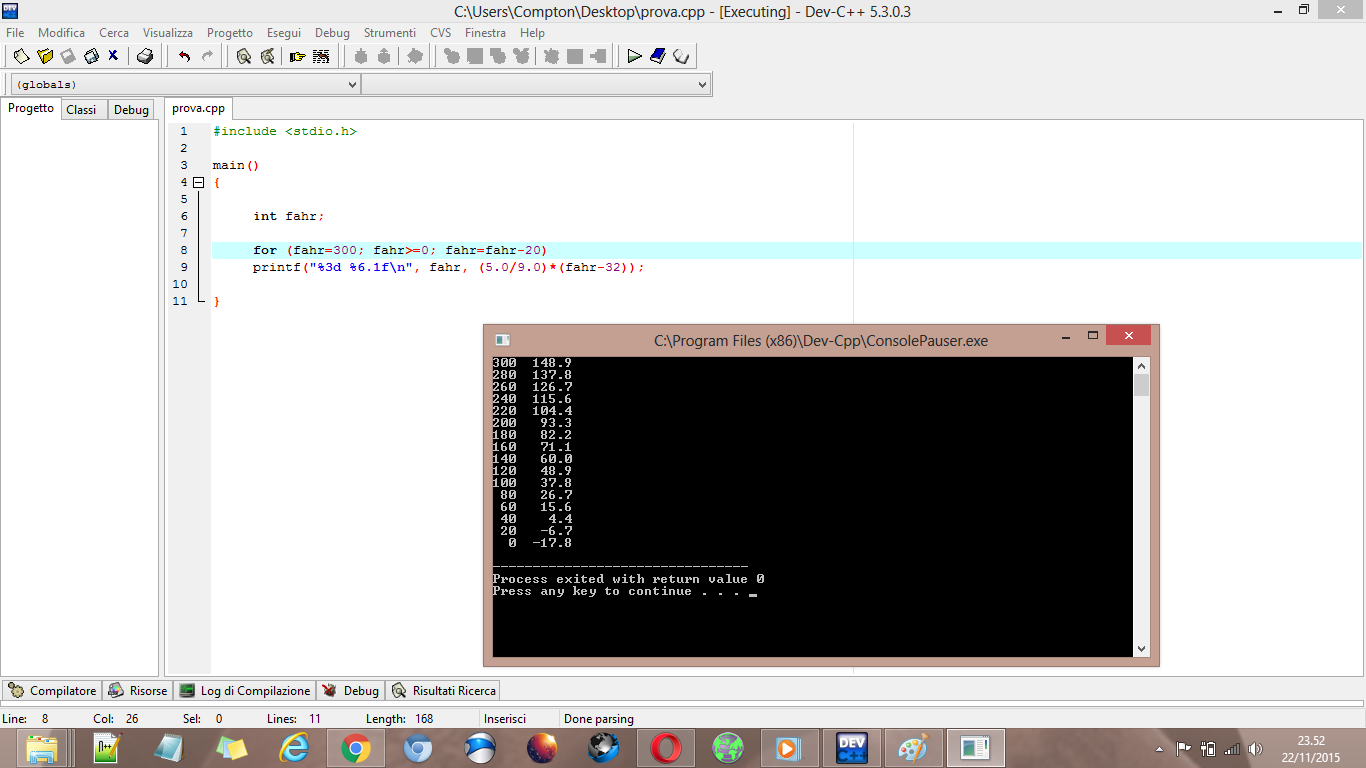 C:\Users\Compton\Desktop\prova.cpp - [Executing] - Dev-C++ 5.3.0.3
File Modifica Cerca Visualizza Progetto Esegui Debug Strumenti CVS Finestra Help
(globals)
Progetto Classi Debug
prova.cpp
1 #include <stdio.h>
2
3 main()
4 {
5
6 int fahr;
7
8 for (fahr=300; fahr>=0; fahr=fahr-20)
9 printf("%3d %6.1f\n", fahr, (5.0/9.0)*(fahr-32));
10
11 }
C:\Program Files (x86)\Dev-Cpp\ConsolePauser.exe
300 148.9
280 137.8
260 126.7
240 115.6
220 104.4
200 93.3
180 82.2
160 71.1
140 60.0
120 48.9
100 37.8
80 26.7
60 15.6
40 4.4
20 -6.7
0 -17.8
--------------------------------
Process exited with return value 0
Press any key to continue . . . _
Compilatore Risorse Log di Compilazione Debug Risultati Ricerca
Line: 8 Col: 26 Sel: 0 Lines: 11 Length: 168 Inserisci Done parsing
DEV C++
23.52
22/11/2015